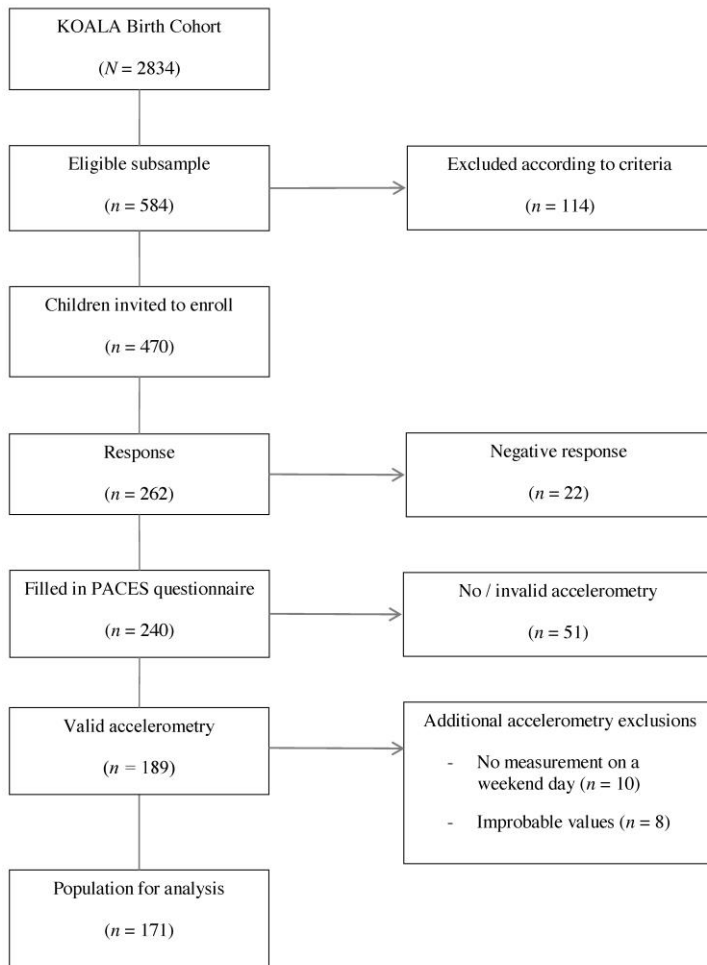 KOALA Birth Cohort
(N = 2834)
Eligible subsample
(n = 584)
Excluded according to criteria
(n = 114)
Children invited to enroll
(n = 470)
Response
(n = 262)
Negative response
(n = 22)
Filled in PACES questionnaire
(n = 240)
No / invalid accelerometry
(n = 51)
Valid accelerometry
(n = 189)
Additional accelerometry exclusions
- No measurement on a
weekend day (n = 10)
- Improbable values (n = 8)
Population for analysis
(n = 171)